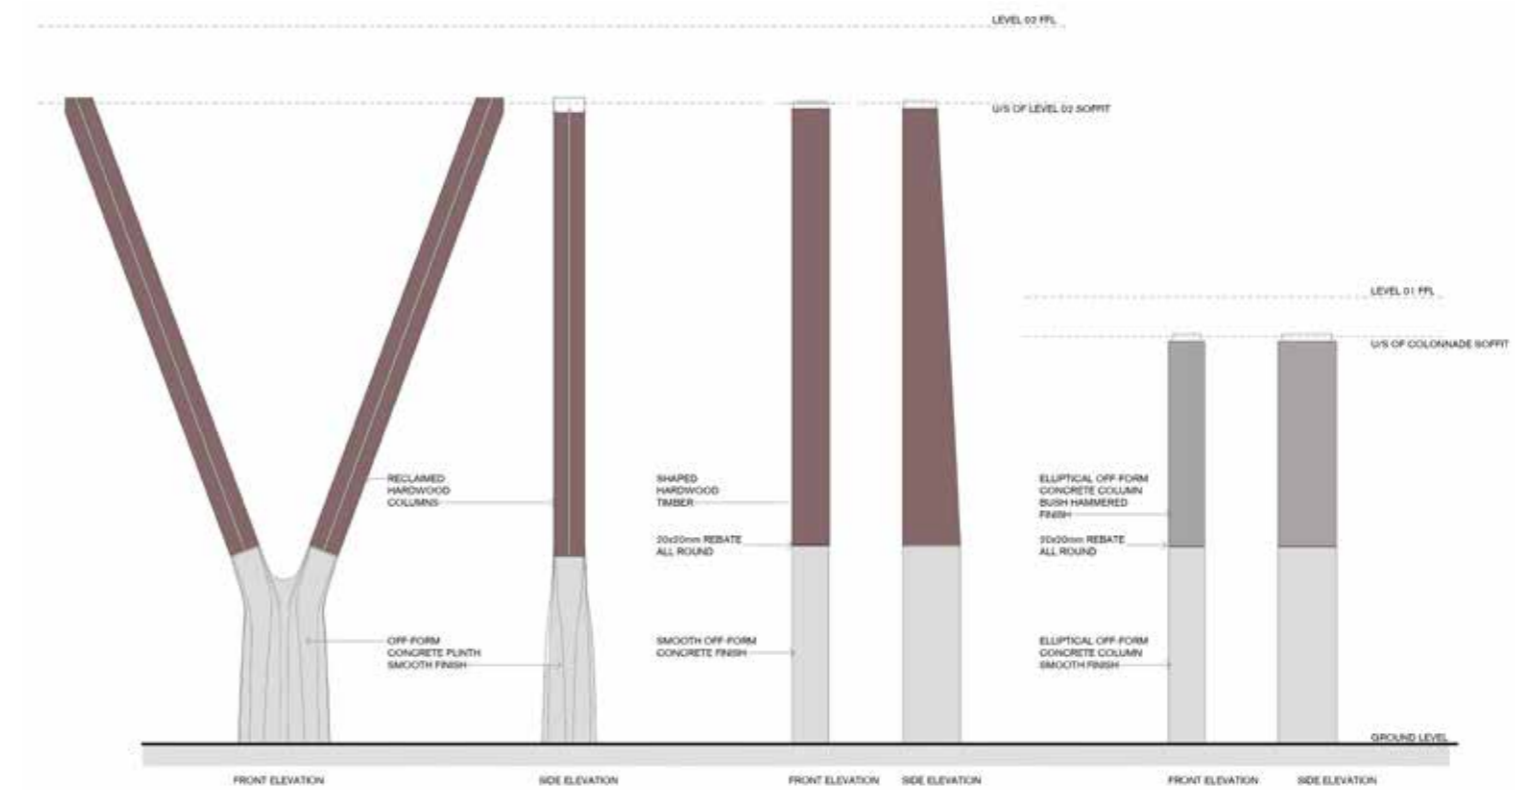 LEVEL 02 FFL
U/S OF LEVEL 02 SOFFIT
LEVEL 01 FFL
U/S OF COLONNADE SOFFIT
RECLAIMED
HARDWOOD
COLUMNS
SHAPED
HARDWOOD
TIMBER
20x20mm REBATE
ALL ROUND
ELLIPTICAL OFF-FORM
CONCRETE COLUMN
BUSH HAMMERED
FINISH
20x20mm REBATE
ALL ROUND
OFF-FORM
CONCRETE PLINTH
SMOOTH FINISH
SMOOTH OFF-FORM
CONCRETE FINISH
ELLIPTICAL OFF-FORM
CONCRETE COLUMN
SMOOTH FINISH
GROUND LEVEL
FRONT ELEVATION
SIDE ELEVATION
FRONT ELEVATION
SIDE ELEVATION
FRONT ELEVATION
SIDE ELEVATION